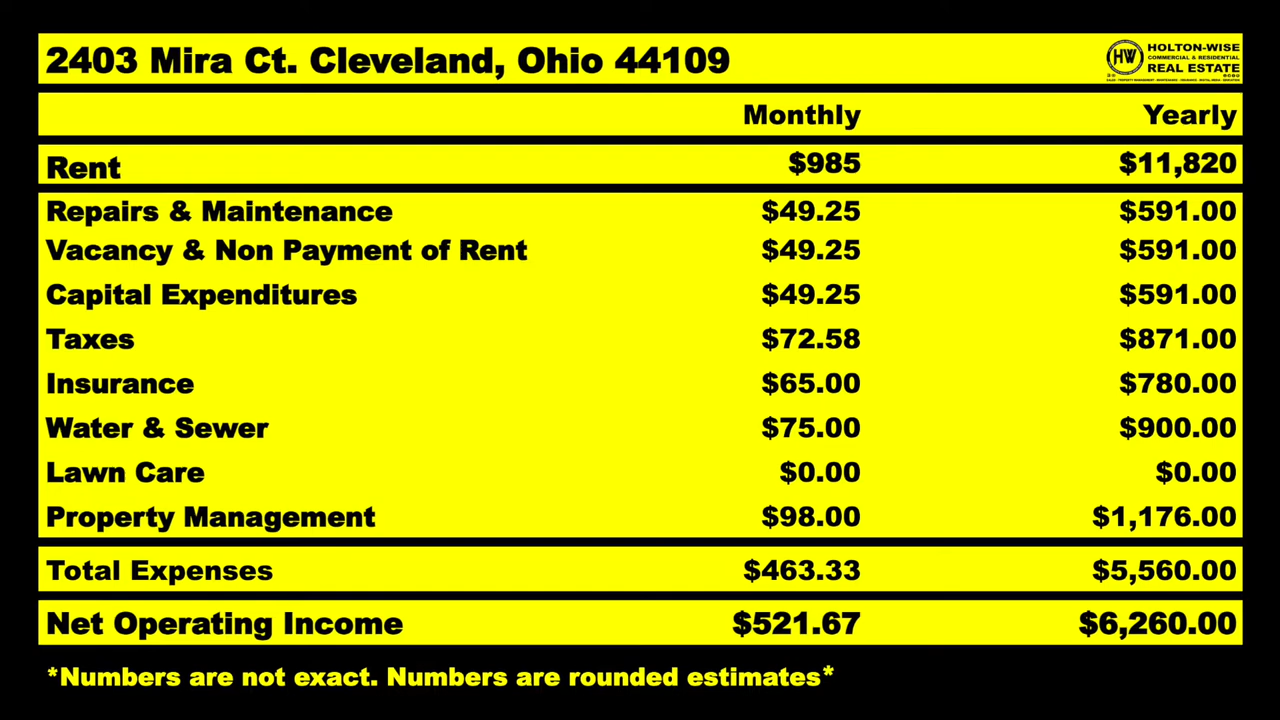 2403 Mira Ct. Cleveland, Ohio 44109
HW
HOLTON-WISE
COMMERCIAL & RESIDENTIAL
REAL ESTATE
Monthly Yearly
Rent $985 $11,820
Repairs & Maintenance $49.25 $591.00
Vacancy & Non Payment of Rent $49.25 $591.00
Capital Expenditures $49.25 $591.00
Taxes $72.58 $871.00
Insurance $65.00 $780.00
Water & Sewer $75.00 $900.00
Lawn Care $0.00 $0.00
Property Management $98.00 $1,176.00
Total Expenses $463.33 $5,560.00
Net Operating Income $521.67 $6,260.00
*Numbers are not exact. Numbers are rounded estimates*